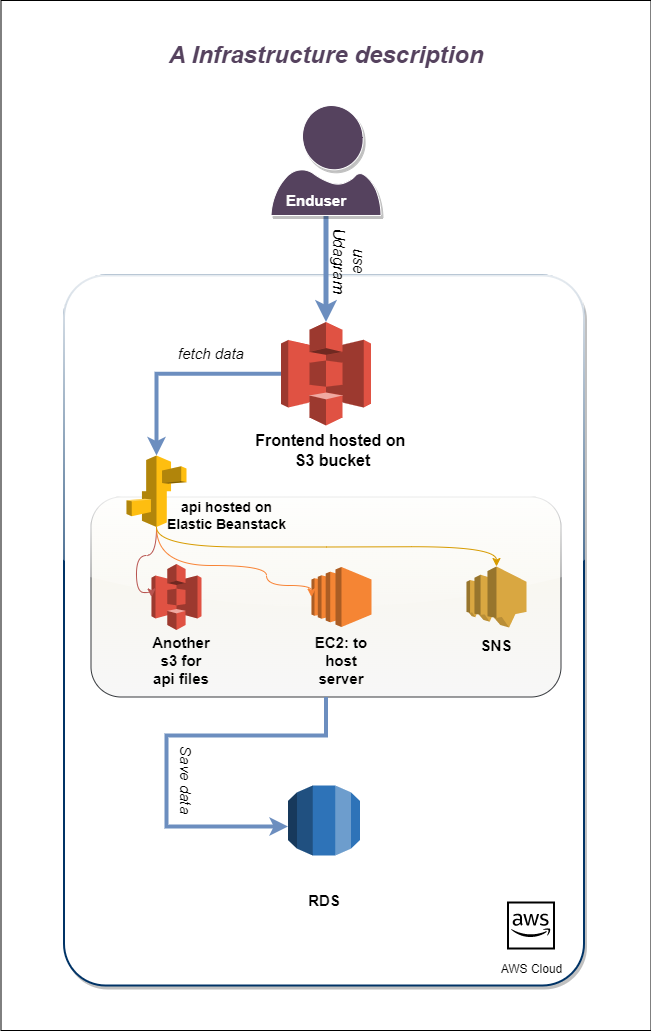 A Infrastructure description
Enduser
use
Udagram
fetch data
Frontend hosted on
S3 bucket
api hosted on
Elastic Beanstack
Another
s3 for
api files
EC2: to
host
server
SNS
Save data
RDS
aws
AWS Cloud